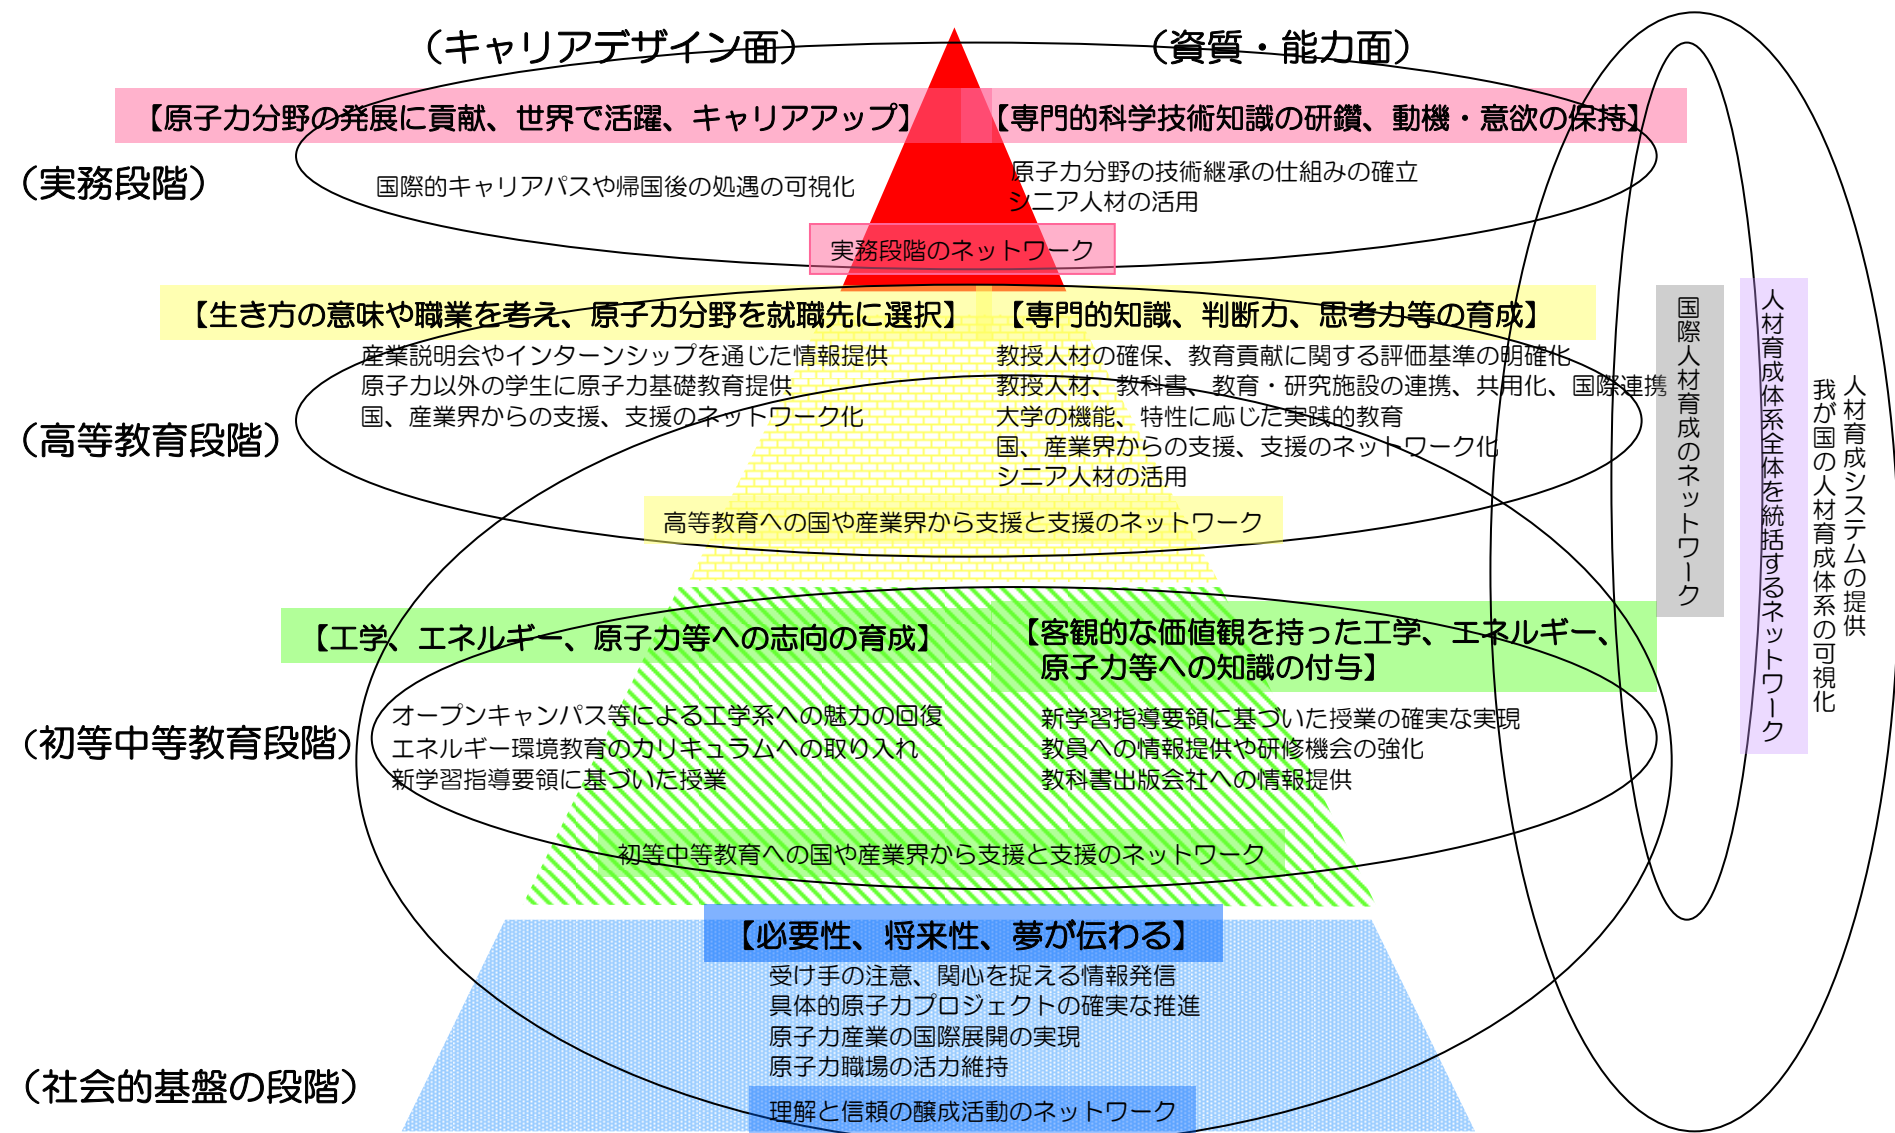 （キャリアデザイン面）
（資質・能力面）
【原子力分野の発展に貢献、世界で活躍、キャリアアップ】
【専門的科学技術知識の研鑽、動機・意欲の保持】
（実務段階）
国際的キャリアパスや帰国後の処遇の可視化
原子力分野の技術継承の仕組みの確立
シニア人材の活用
実務段階のネットワーク
【生き方の意味や職業を考え、原子力分野を就職先に選択】
【専門的知識、判断力、思考力等の育成】
（高等教育段階）
産業説明会やインターンシップを通じた情報提供
原子力以外の学生に原子力基礎教育提供
国、産業界からの支援、支援のネットワーク化
教授人材の確保、教育貢献に関する評価基準の明確化
教授人材、教科書、教育・研究施設の連携、共用化、国際連携
大学の機能、特性に応じた実践的教育
国、産業界からの支援、支援のネットワーク化
シニア人材の活用
高等教育への国や産業界から支援と支援のネットワーク
【工学、エネルギー、原子力等への志向の育成】
【客観的な価値観を持った工学、エネルギー、
原子力等への知識の付与】
（初等中等教育段階）
オープンキャンパス等による工学系への魅力の回復
エネルギー環境教育のカリキュラムへの取り入れ
新学習指導要領に基づいた授業
新学習指導要領に基づいた授業の確実な実現
教員への情報提供や研修機会の強化
教科書出版会社への情報提供
初等中等教育への国や産業界から支援と支援のネットワーク
【必要性、将来性、夢が伝わる】
（社会的基盤の段階）
受け手の注意、関心を捉える情報発信
具体的原子力プロジェクトの確実な推進
原子力産業の国際展開の実現
原子力職場の活力維持
理解と信頼の醸成活動のネットワーク
国際人材育成のネットワーク
人材育成体系全体を統括するネットワーク
人材育成システムの提供
我が国の人材育成体系の可視化